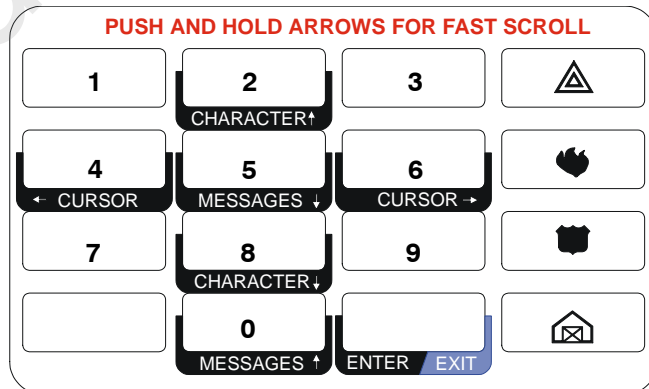 PUSH AND HOLD ARROWS FOR FAST SCROLL
1 2 3
CHARACTER↑
4 5 6
← CURSOR MESSAGES ↓ CURSOR →
7 8 9
CHARACTER↓
0
MESSAGES ↑ ENTER EXIT